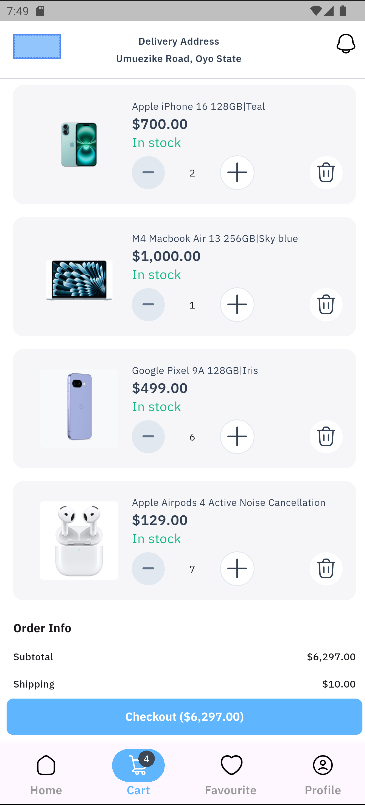 7:49
Delivery Address
Umuezike Road, Oyo State
Apple iPhone 16 128GB|Teal
$700.00
In stock
2
M4 Macbook Air 13 256GB|Sky blue
$1,000.00
In stock
1
Google Pixel 9A 128GB|Iris
$499.00
In stock
6
Apple Airpods 4 Active Noise Cancellation
$129.00
In stock
7
Order Info
Subtotal $6,297.00
Shipping $10.00
Checkout ($6,297.00)
4
Home Cart Favourite Profile